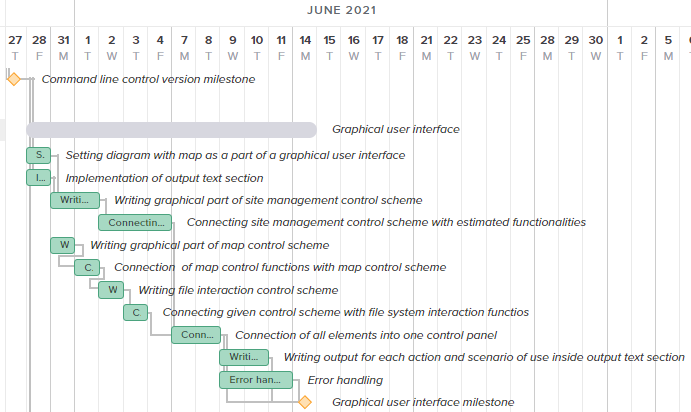 JUNE 2021
27 28 31 1 2 3 4 7 8 9 10 11 14 15 16 17 18 21 22 23 24 25 28 29 30 1 2 5
T F M T W T F M T W T F M T W T F M T W T F M T W T F M
Command line control version milestone
Graphical user interface
S. Setting diagram with map as a part of a graphical user interface
I... Implementation of output text section
Writi... Writing graphical part of site management control scheme
Connectin... Connecting site management control scheme with estimated functionalities
W Writing graphical part of map control scheme
C. Connection of map control functions with map control scheme
W Writing file interaction control scheme
C Connecting given control scheme with file system interaction functios
Conn... Connection of all elements into one control panel
Writi... Writing output for each action and scenario of use inside output text section
Error han... Error handling
Graphical user interface milestone